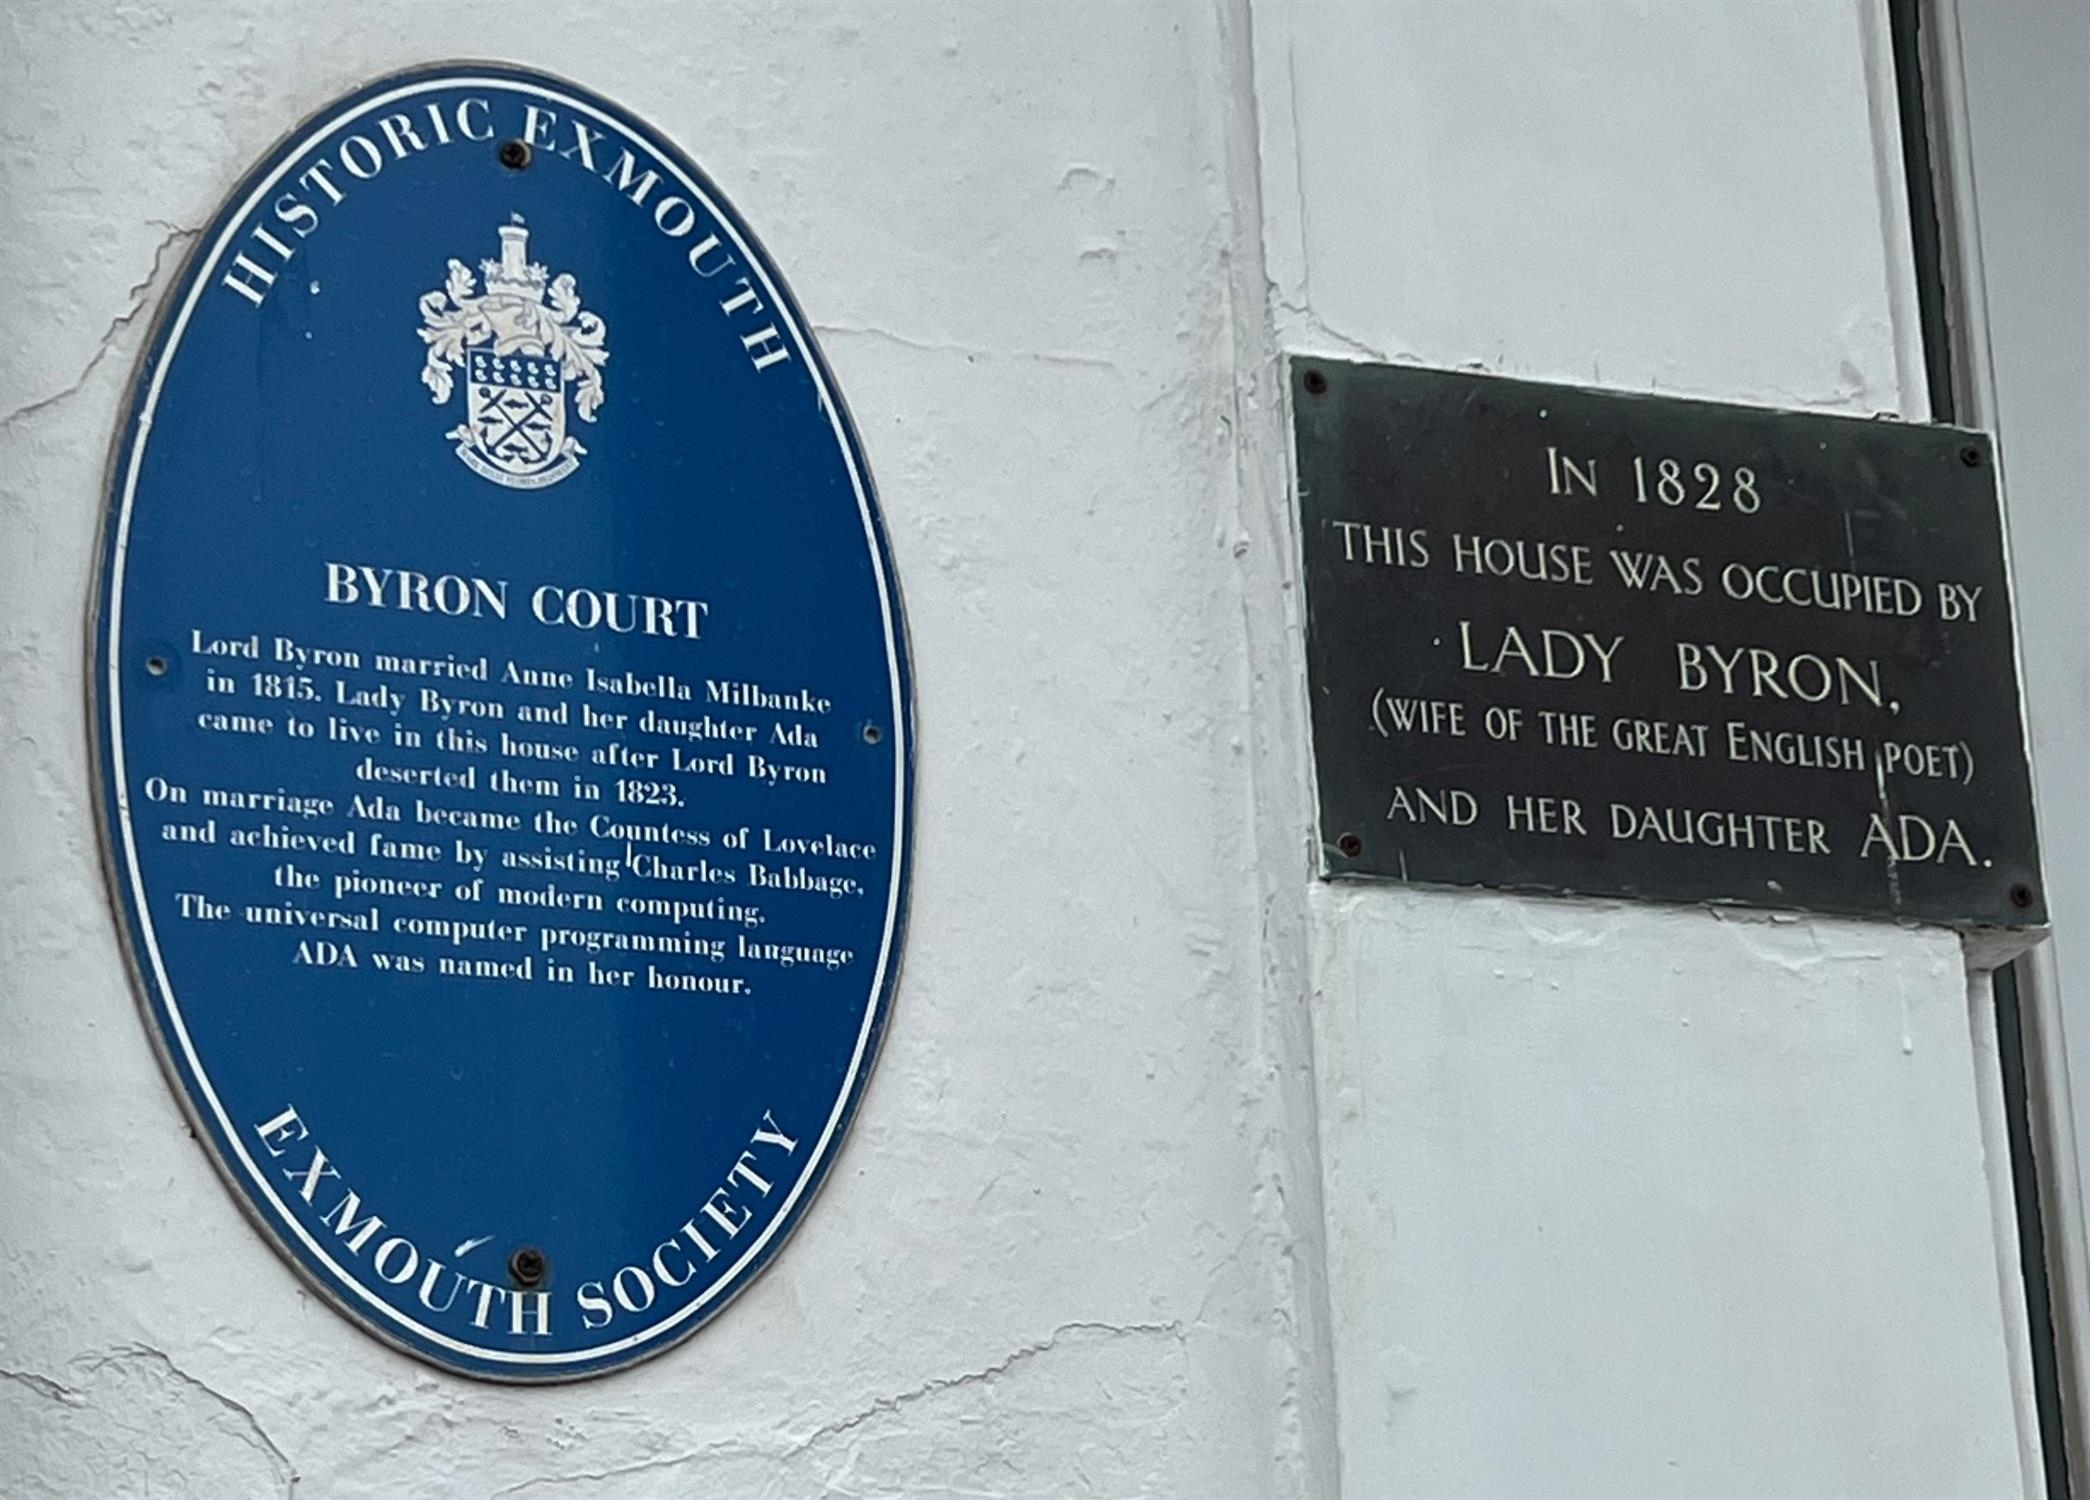 HISTORIC EXMOUTH
BYRON COURT
Lord Byron married Anne Isabella Milbanke
in 1815. Lady Byron and her daughter Ada
came to live in this house after Lord Byron
deserted them in 1823.
On marriage Ada became the Countess of Lovelace
and achieved fame by assisting Charles Babbage,
the pioneer of modern computing.
The universal computer programming language
ADA was named in her honour.
EXMOUTH SOCIETY
IN 1828
THIS HOUSE WAS OCCUPIED BY
LADY BYRON,
(WIFE OF THE GREAT ENGLISH POET)
AND HER DAUGHTER ADA.